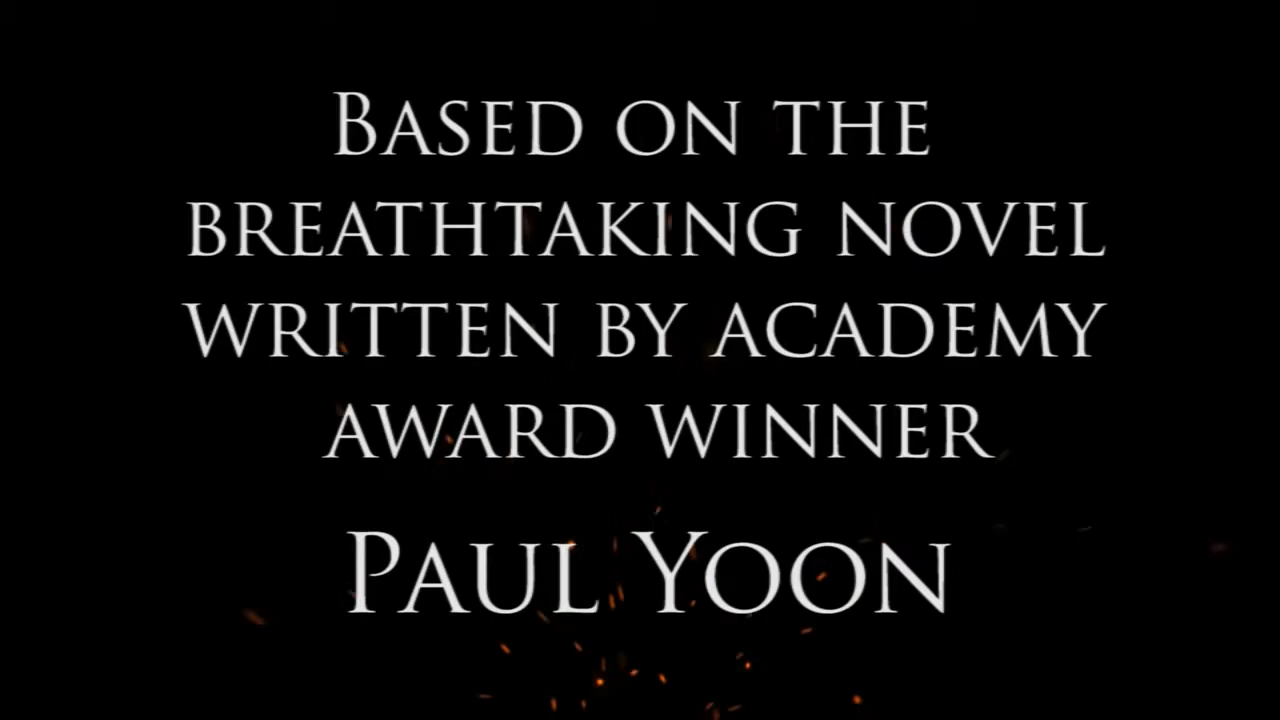 Based on the
breathtaking novel
written by Academy
Award winner
Paul Yoon